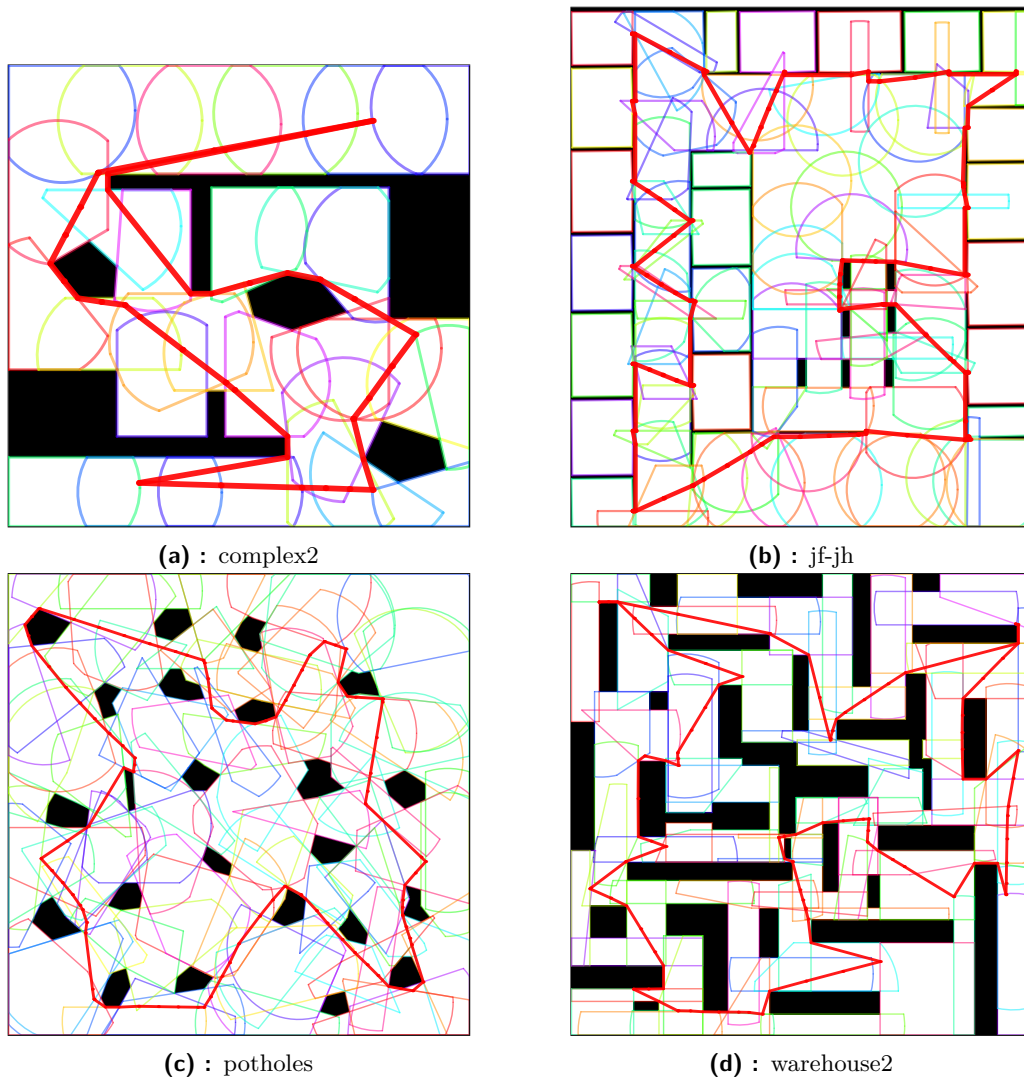 (a) : complex2
(b) : jf-jh
(c) : potholes
(d) : warehouse2